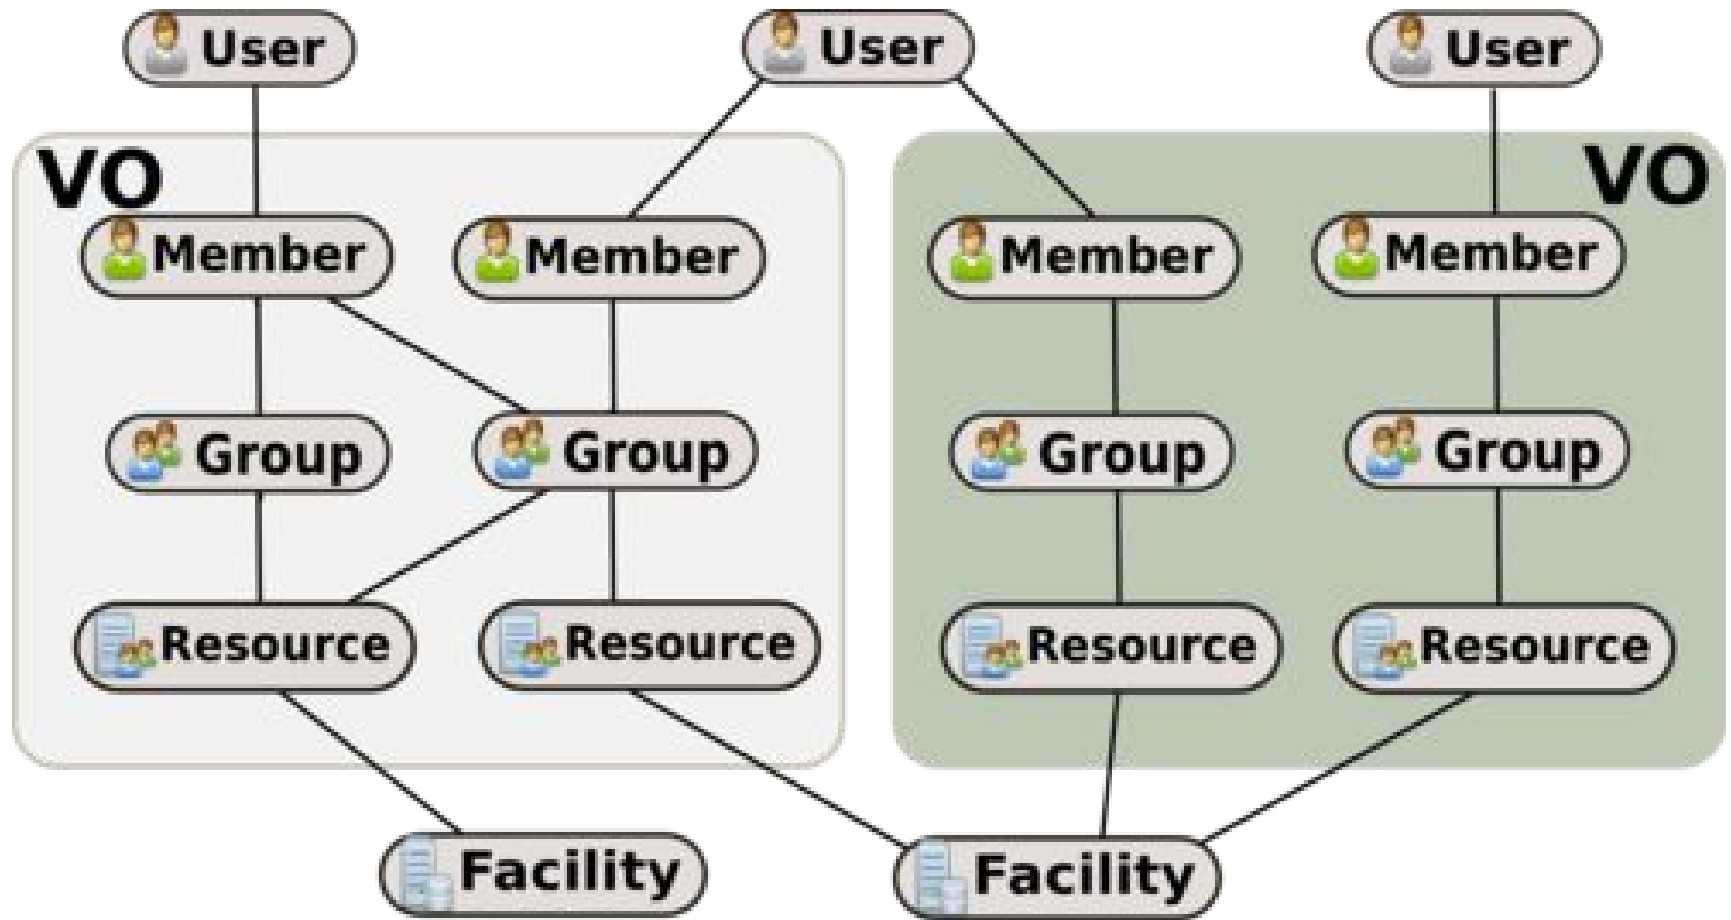 User User User
VO VO
Member Member Member Member
Group Group Group Group
Resource Resource Resource Resource
Facility Facility